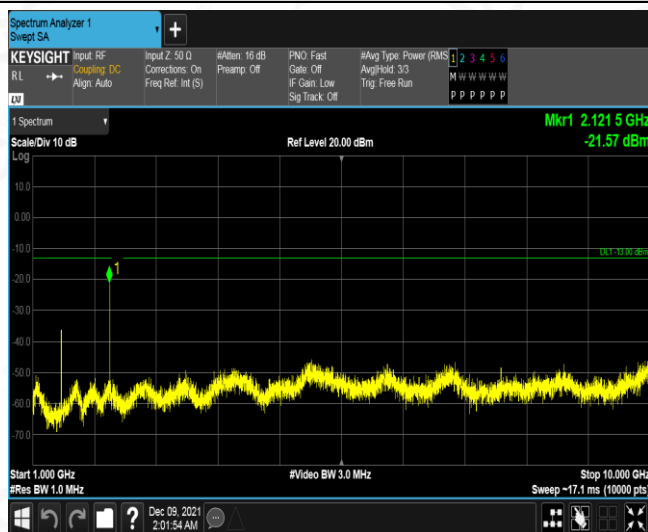 Spectrum Analyzer 1
Swept SA
+
KEYSIGHT Input: RF Input Z: 50 Ω #Atten: 16 dB PNO: Fast #Avg Type: Power (RMS 1 2 3 4 5 6
RL Coupling: DC Corrections: On Preamp: Off Gate: Off Avg|Hold: 3/3 M W W W W W
Align: Auto Freq Ref: Int (S) IF Gain: Low Trig: Free Run
Sig Track: Off P P P P P P
LXI
1 Spectrum
Mkr1 2.121 5 GHz
Scale/Div 10 dB Ref Level 20.00 dBm -21.57 dBm
Log
10.0
0.00
-10.0
DL1 -13.00 dBm
1
-20.0
-30.0
-40.0
-50.0
-60.0
-70.0
Start 1.000 GHz #Video BW 3.0 MHz Stop 10.000 GHz
#Res BW 1.0 MHz Sweep ~17.1 ms (10000 pts)
? Dec 09, 2021
2:01:54 AM